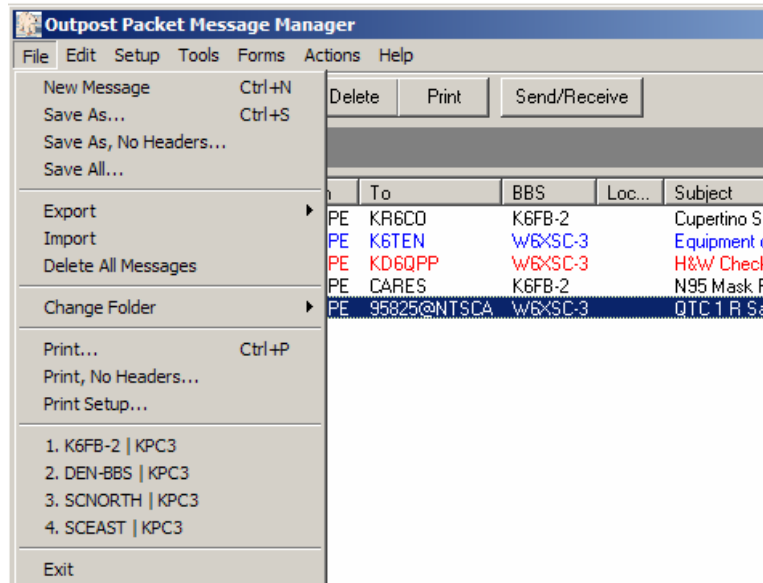 Outpost Packet Message Manager
File Edit Setup Tools Forms Actions Help
New Message Ctrl+N
Save As... Ctrl+S
Save As, No Headers...
Save All...
Export
Import
Delete All Messages
Change Folder
Print... Ctrl+P
Print, No Headers...
Print Setup...
1. K6FB-2 | KPC3
2. DEN-BBS | KPC3
3. SCNORTH | KPC3
4. SCEAST | KPC3
Exit
Delete Print Send/Receive
To BBS Loc... Subject
PE KR6CO K6FB-2 Cupertino S
PE K6TEN W6XSC-3 Equipment
PE KD6QPP W6XSC-3 H&W Check
PE CARES K6FB-2 N95 Mask
PE 95825@NTSCA W6XSC-3 QTC 1 R Sa